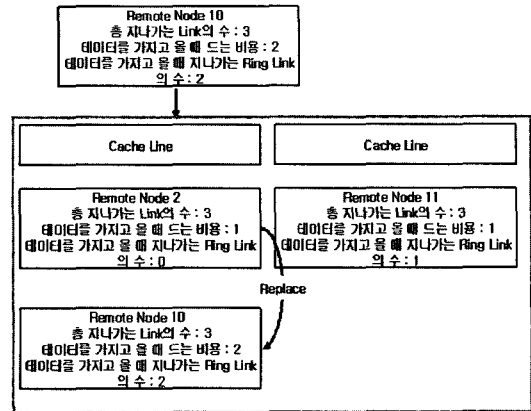 Remote Node 10
총 지나가는 Link의 수 : 3
데이터를 가지고 올 때 드는 비용 : 2
데이터를 가지고 올 때 지나가는 Ring Link
의 수 : 2
Cache Line
Cache Line
Remote Node 2
총 지나가는 Link의 수 : 3
데이터를 가지고 올 때 드는 비용 : 1
데이터를 가지고 올 때 지나가는 Ring Link
의 수 : 0
Remote Node 11
총 지나가는 Link의 수 : 3
데이터를 가지고 올 때 드는 비용 : 1
데이터를 가지고 올 때 지나가는 Ring Link
의 수 : 1
Replace
Remote Node 10
총 지나가는 Link의 수 : 3
데이터를 가지고 올 때 드는 비용 : 2
데이터를 가지고 올 때 지나가는 Ring Link
의 수 : 2